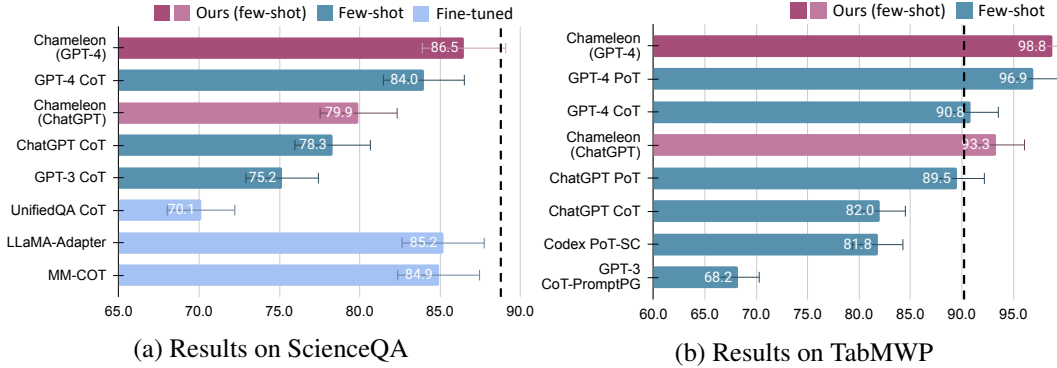 Ours (few-shot) Few-shot Fine-tuned
Chameleon
(GPT-4)
86.5
GPT-4 CoT
84.0
Chameleon
(ChatGPT)
79.9
ChatGPT CoT
78.3
GPT-3 CoT
75.2
UnifiedQA CoT
70.1
LLaMA-Adapter
85.2
MM-COT
84.9
65.0 70.0 75.0 80.0 85.0 90.0
(a) Results on ScienceQA
Ours (few-shot) Few-shot
Chameleon
(GPT-4)
98.8
GPT-4 PoT
96.9
GPT-4 CoT
90.8
Chameleon
(ChatGPT)
93.3
ChatGPT PoT
89.5
ChatGPT CoT
82.0
Codex PoT-SC
81.8
GPT-3
CoT-PromptPG
68.2
60.0 65.0 70.0 75.0 80.0 85.0 90.0 95.0
(b) Results on TabMWP